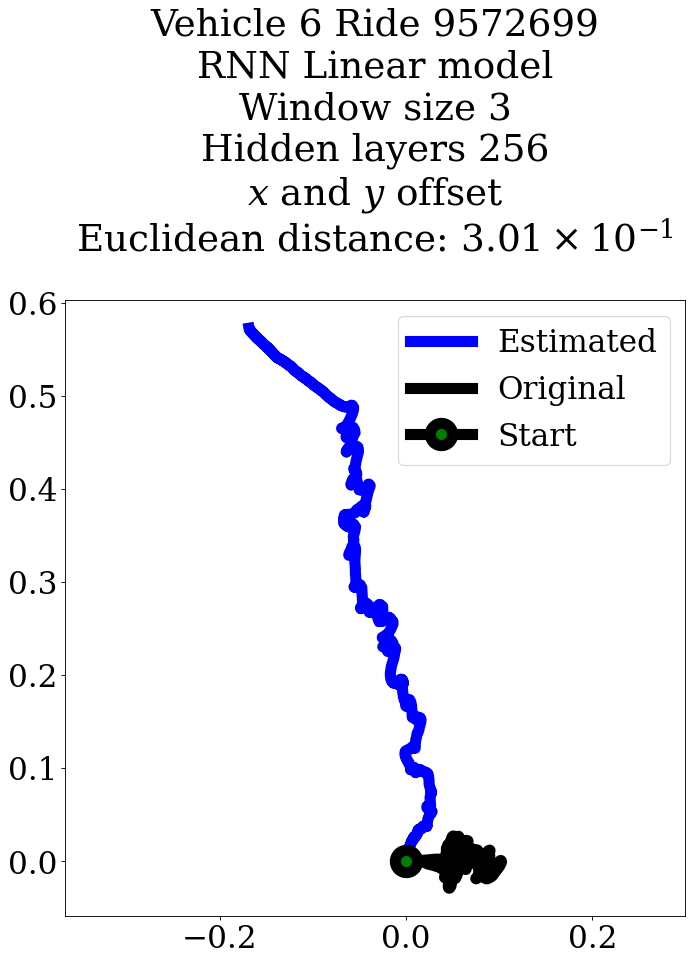 Vehicle 6 Ride 9572699
RNN Linear model
Window size 3
Hidden layers 256
x and y offset
Euclidean distance: 3.01 × 10⁻¹
0.6
0.5
0.4
0.3
0.2
0.1
0.0
Estimated
Original
Start
−0.2 0.0 0.2